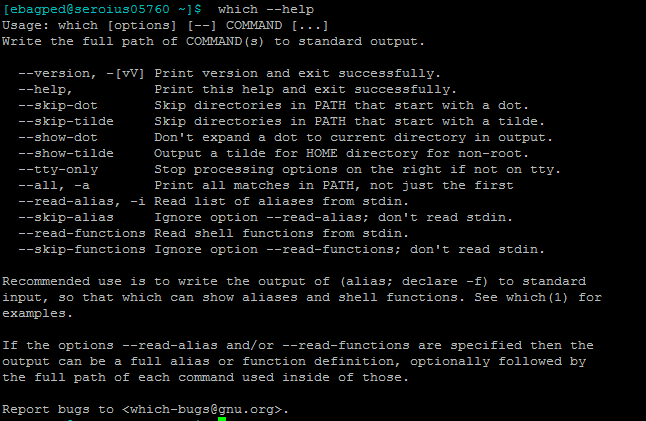 [ebagped@seroius05760 ~]$  which --help
Usage: which [options] [--] COMMAND [...]
Write the full path of COMMAND(s) to standard output.

  --version, -[vV] Print version and exit successfully.
  --help,          Print this help and exit successfully.
  --skip-dot       Skip directories in PATH that start with a dot.
  --skip-tilde     Skip directories in PATH that start with a tilde.
  --show-dot       Don't expand a dot to current directory in output.
  --show-tilde     Output a tilde for HOME directory for non-root.
  --tty-only       Stop processing options on the right if not on tty.
  --all, -a        Print all matches in PATH, not just the first
  --read-alias, -i Read list of aliases from stdin.
  --skip-alias     Ignore option --read-alias; don't read stdin.
  --read-functions Read shell functions from stdin.
  --skip-functions Ignore option --read-functions; don't read stdin.

Recommended use is to write the output of (alias; declare -f) to standard
input, so that which can show aliases and shell functions. See which(1) for
examples.

If the options --read-alias and/or --read-functions are specified then the
output can be a full alias or function definition, optionally followed by
the full path of each command used inside of those.

Report bugs to <which-bugs@gnu.org>.